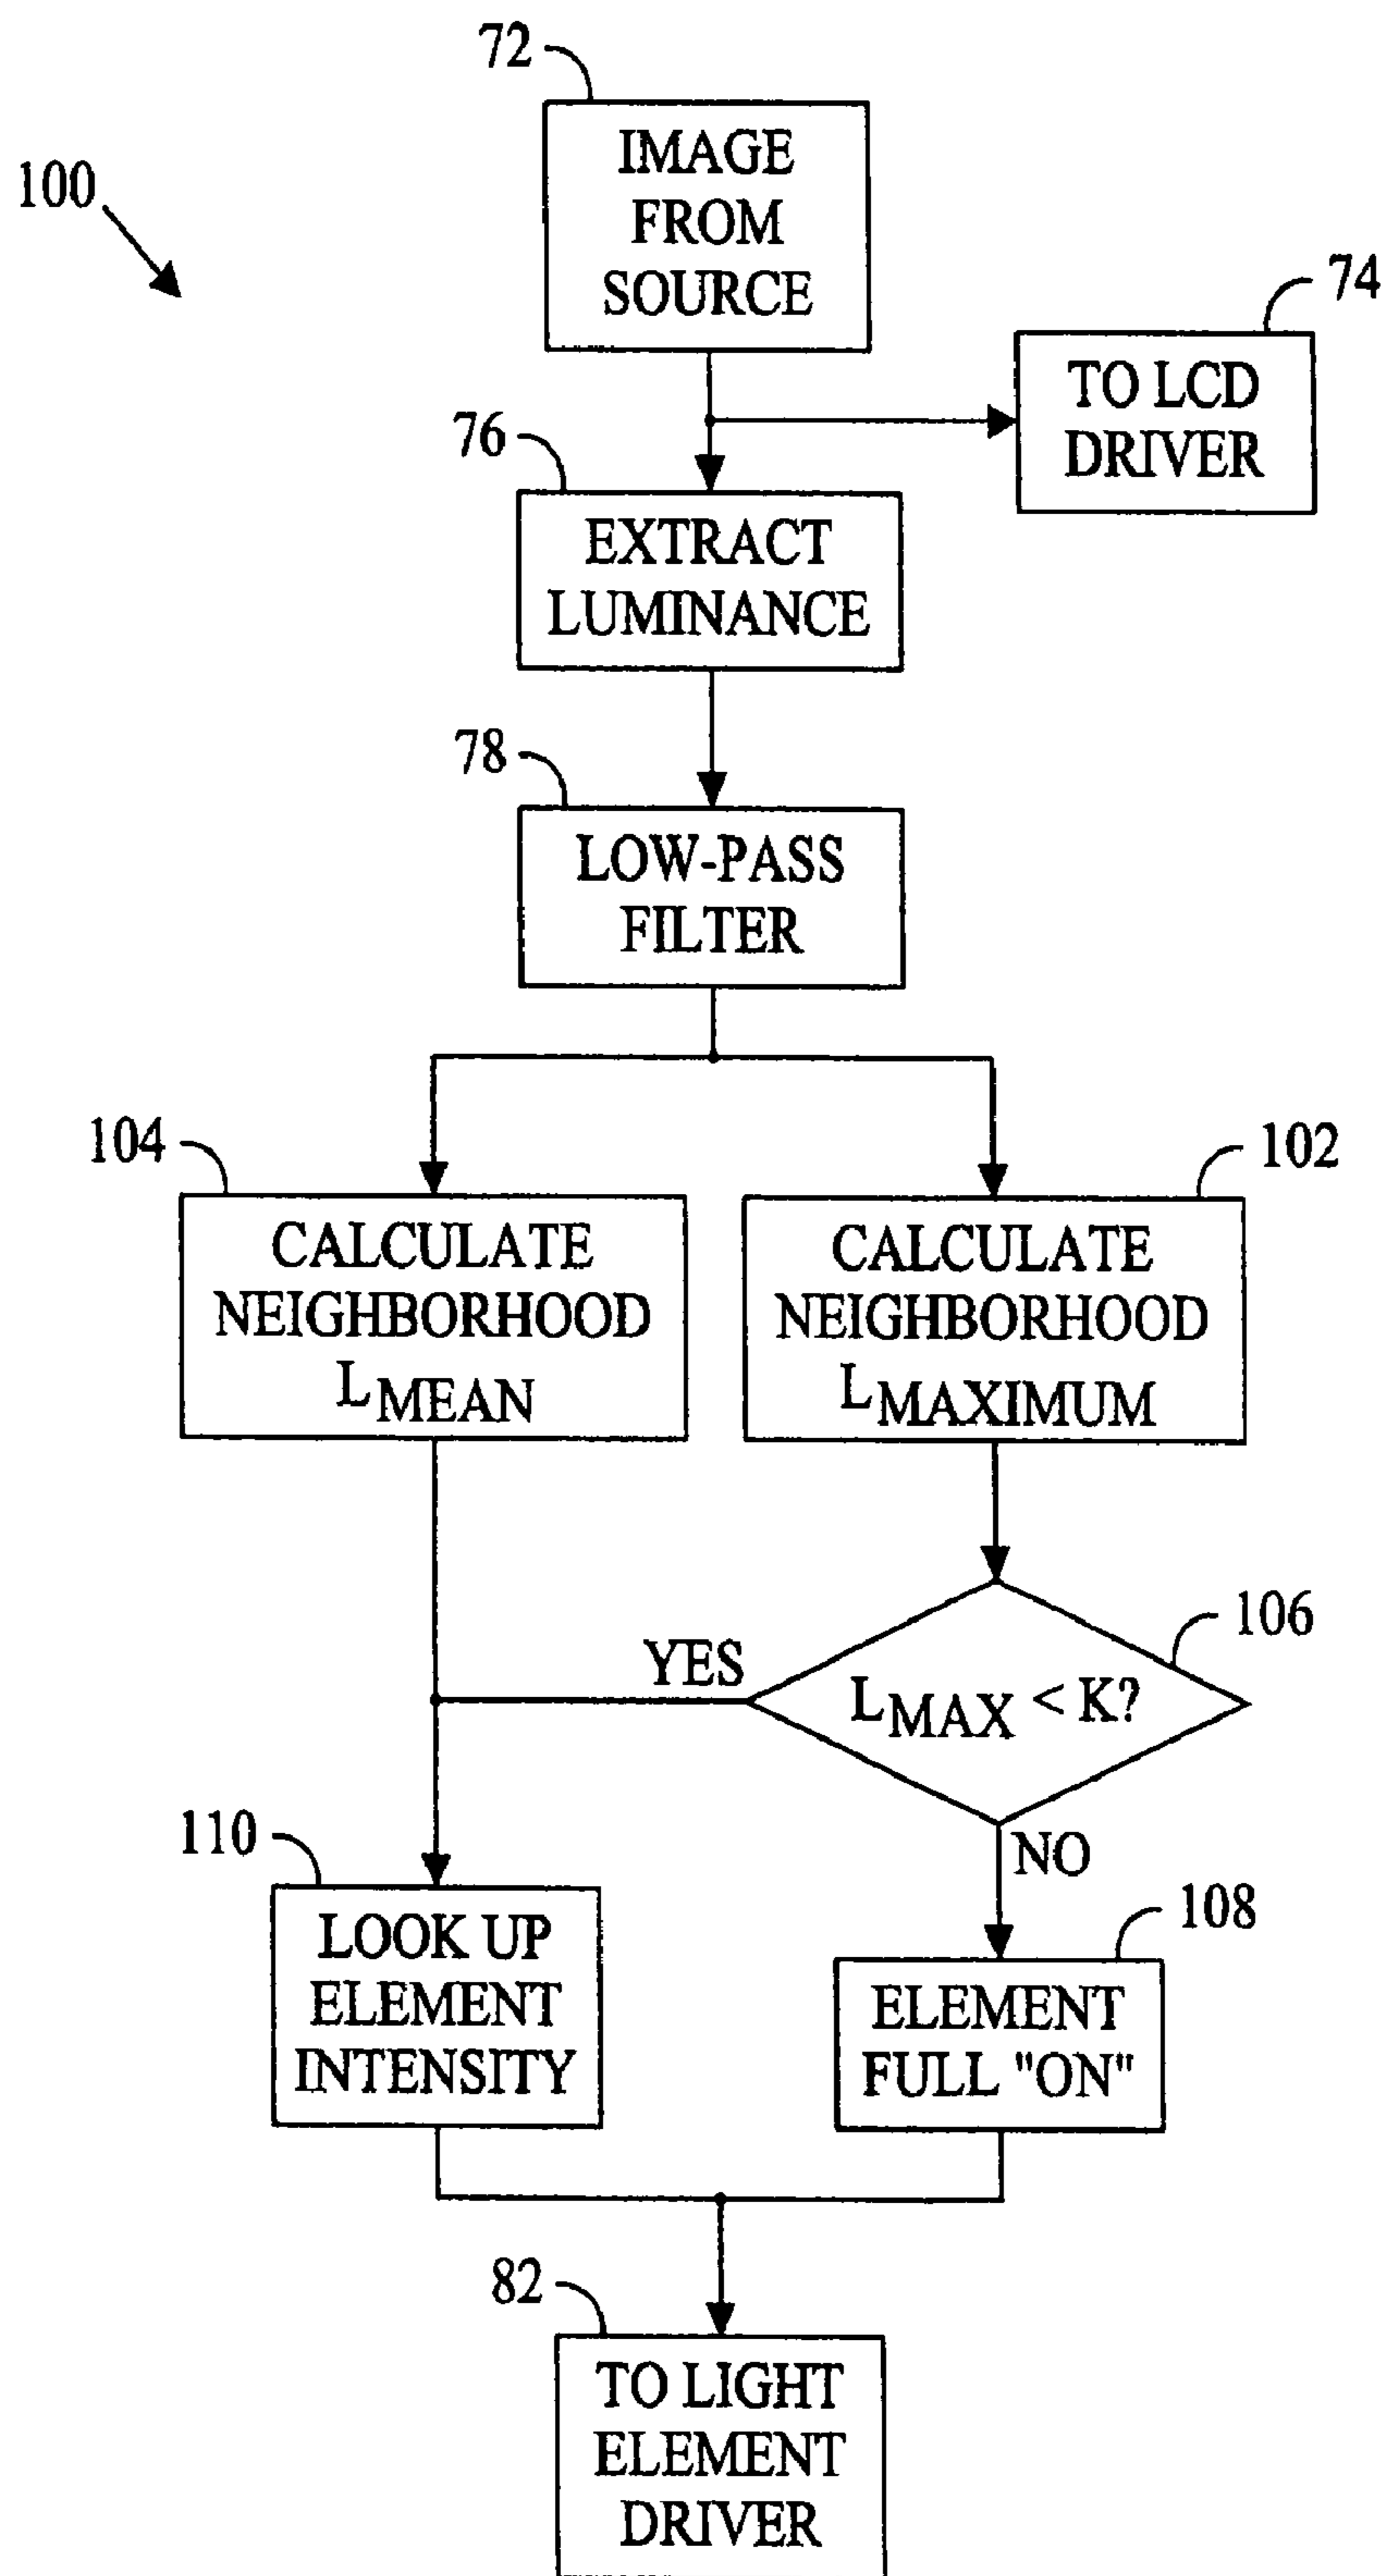 72
IMAGE
FROM
SOURCE
100
74
TO LCD
DRIVER
76
EXTRACT
LUMINANCE
78
LOW-PASS
FILTER
104
CALCULATE
NEIGHBORHOOD
LMEAN
102
CALCULATE
NEIGHBORHOOD
LMAXIMUM
106
LMAX < K?
YES
NO
110
LOOK UP
ELEMENT
INTENSITY
108
ELEMENT
FULL "ON"
82
TO LIGHT
ELEMENT
DRIVER